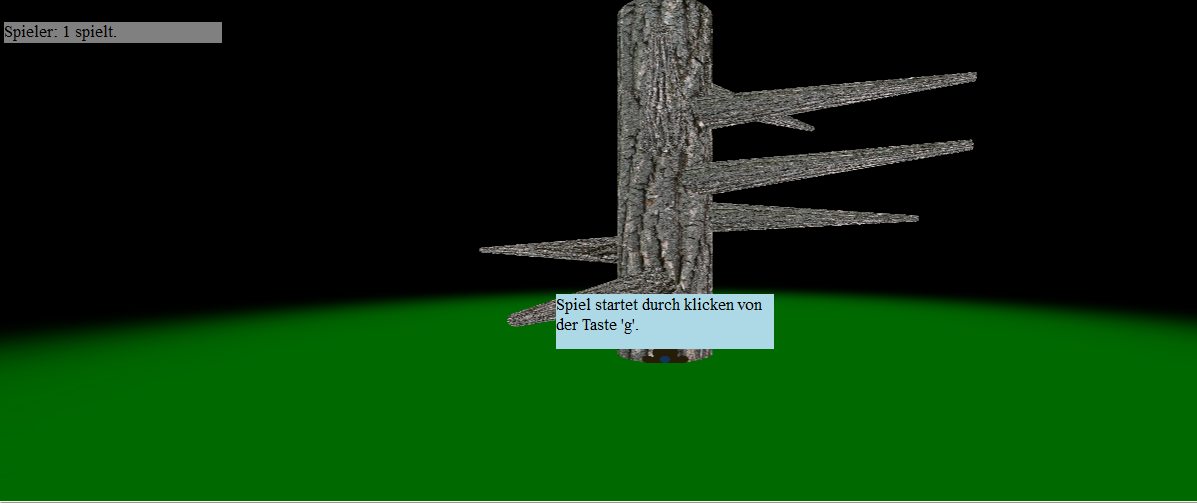 Spieler: 1 spielt.
Spiel startet durch klicken von
der Taste 'g'.